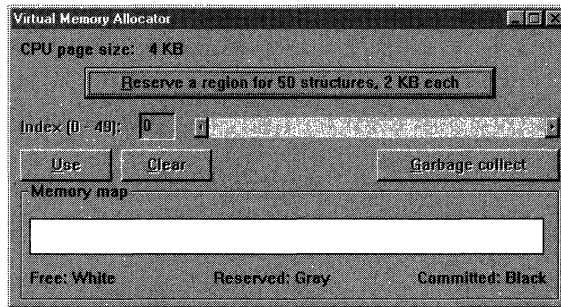 Virtual Memory Allocator
CPU page size: 4 KB
Reserve a region for 50 structures, 2 KB each
Index (0 - 49): 0
Use Clear Garbage collect
Memory map
Free: White Reserved: Gray Committed: Black